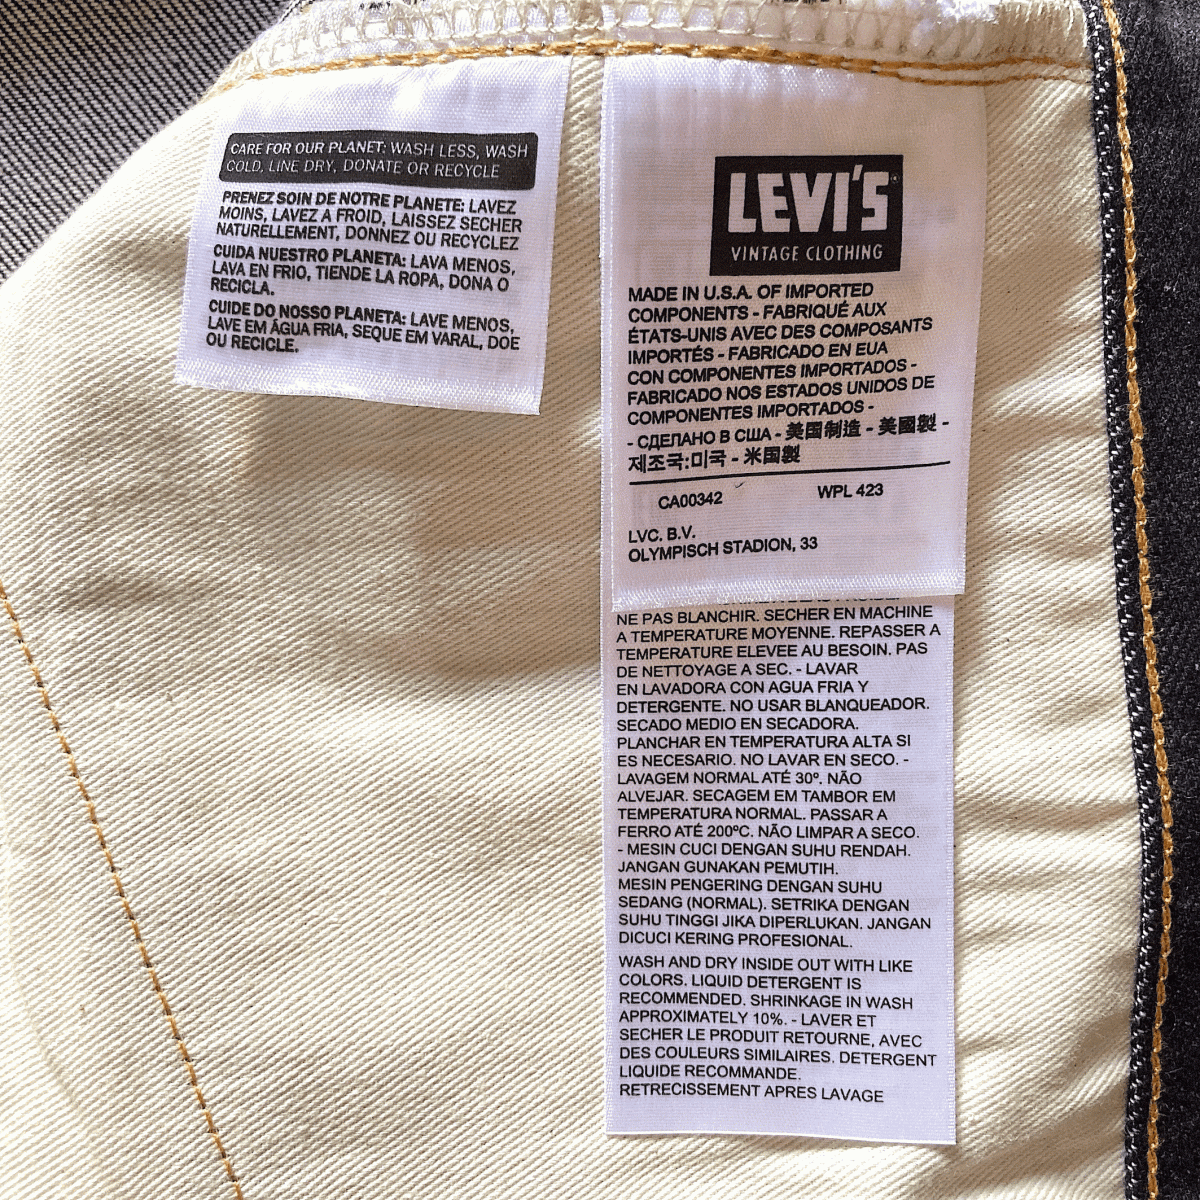 CARE FOR OUR PLANET: WASH LESS, WASH
COLD, LINE DRY, DONATE OR RECYCLE
PRENEZ SOIN DE NOTRE PLANETE: LAVEZ
MOINS, LAVEZ A FROID, LAISSEZ SECHER
NATURELLEMENT, DONNEZ OU RECYCLEZ
CUIDA NUESTRO PLANETA: LAVA MENOS,
LAVA EN FRIO, TIENDE LA ROPA, DONA O
RECICLA.
CUIDE DO NOSSO PLANETA: LAVE MENOS,
LAVE EM ÁGUA FRIA, SEQUE EM VARAL, DOE
OU RECICLE.
LEVI'S
VINTAGE CLOTHING
MADE IN U.S.A. OF IMPORTED
COMPONENTS - FABRIQUÉ AUX
ÉTATS-UNIS AVEC DES COMPOSANTS
IMPORTÉS - FABRICADO EN EUA
CON COMPONENTES IMPORTADOS -
FABRICADO NOS ESTADOS UNIDOS DE
COMPONENTES IMPORTADOS -
- СДЕЛАНО В США - 美国制造 - 美國製 -
제조국:미국 - 米国製
CA00342 WPL 423
LVC. B.V.
OLYMPISCH STADION, 33
NE PAS BLANCHIR. SECHER EN MACHINE
A TEMPERATURE MOYENNE. REPASSER A
TEMPERATURE ELEVEE AU BESOIN. PAS
DE NETTOYAGE A SEC. - LAVAR
EN LAVADORA CON AGUA FRIA Y
DETERGENTE. NO USAR BLANQUEADOR.
SECADO MEDIO EN SECADORA.
PLANCHAR EN TEMPERATURA ALTA SI
ES NECESARIO. NO LAVAR EN SECO. -
LAVAGEM NORMAL ATÉ 30º. NÃO
ALVEJAR. SECAGEM EM TAMBOR EM
TEMPERATURA NORMAL. PASSAR A
FERRO ATÉ 200ºC. NÃO LIMPAR A SECO.
- MESIN CUCI DENGAN SUHU RENDAH.
JANGAN GUNAKAN PEMUTIH.
MESIN PENGERING DENGAN SUHU
SEDANG (NORMAL). SETRIKA DENGAN
SUHU TINGGI JIKA DIPERLUKAN. JANGAN
DICUCI KERING PROFESIONAL.
WASH AND DRY INSIDE OUT WITH LIKE
COLORS. LIQUID DETERGENT IS
RECOMMENDED. SHRINKAGE IN WASH
APPROXIMATELY 10%. - LAVER ET
SECHER LE PRODUIT RETOURNE, AVEC
DES COULEURS SIMILAIRES. DETERGENT
LIQUIDE RECOMMANDE.
RETRECISSEMENT APRES LAVAGE